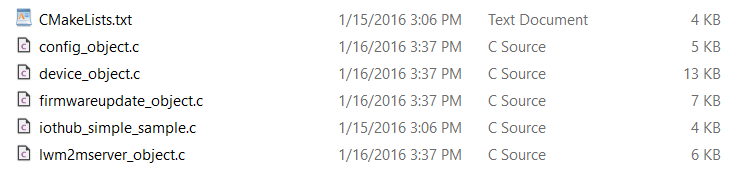 CMakeLists.txt 1/15/2016 3:06 PM Text Document 4 KB
config_object.c 1/16/2016 3:37 PM C Source 5 KB
device_object.c 1/16/2016 3:37 PM C Source 13 KB
firmwareupdate_object.c 1/16/2016 3:37 PM C Source 7 KB
iothub_simple_sample.c 1/15/2016 3:06 PM C Source 4 KB
lwm2mserver_object.c 1/16/2016 3:37 PM C Source 6 KB